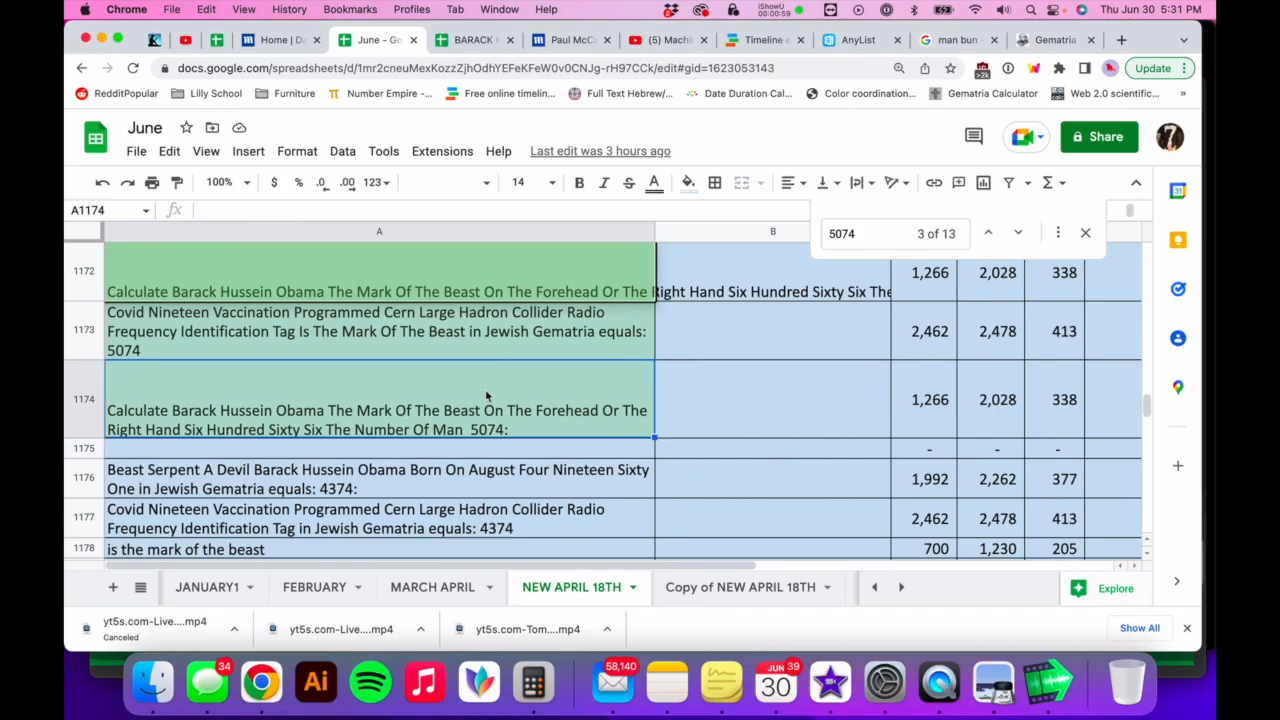 Chrome File Edit View History Bookmarks Profiles Tab Window Help iShowU 00:00:59 Thu Jun 30 5:31 PM
Home | D June - Go BARACK H Paul McC (5) Machi Timeline e AnyList man bun - Gematria
docs.google.com/spreadsheets/d/1mr2cneuMexKozzZjhOdhYEFeKFeW0v0CNJg-rH97CCk/edit#gid=1623053143 >2k Update
RedditPopular Lilly School Furniture Number Empire -... Free online timelin... Full Text Hebrew/... Date Duration Cal... Color coordination... Gematria Calculator Web 2.0 scientific... »
June
File Edit View Insert Format Data Tools Extensions Help Last edit was 3 hours ago Share
100% $ % .0 .00 123 14 B I S A
A1174 fx
5074 3 of 13
A B
1172 Calculate Barack Hussein Obama The Mark Of The Beast On The Forehead Or The Right Hand Six Hundred Sixty Six The 1,266 2,028 338
Covid Nineteen Vaccination Programmed Cern Large Hadron Collider Radio
1173 Frequency Identification Tag Is The Mark Of The Beast in Jewish Gematria equals: 2,462 2,478 413
5074
1174 1,266 2,028 338
Calculate Barack Hussein Obama The Mark Of The Beast On The Forehead Or The
Right Hand Six Hundred Sixty Six The Number Of Man 5074:
1175 - - -
Beast Serpent A Devil Barack Hussein Obama Born On August Four Nineteen Sixty
1176 1,992 2,262 377
One in Jewish Gematria equals: 4374:
Covid Nineteen Vaccination Programmed Cern Large Hadron Collider Radio
1177 2,462 2,478 413
Frequency Identification Tag in Jewish Gematria equals: 4374
1178 is the mark of the beast 700 1,230 205
JANUARY1 FEBRUARY MARCH APRIL NEW APRIL 18TH Copy of NEW APRIL 18TH Explore
yt5s.com-Live....mp4 yt5s.com-Live....mp4 yt5s.com-Tom....mp4 Show All
Canceled
34 Ai 58,140 JUN 39 30